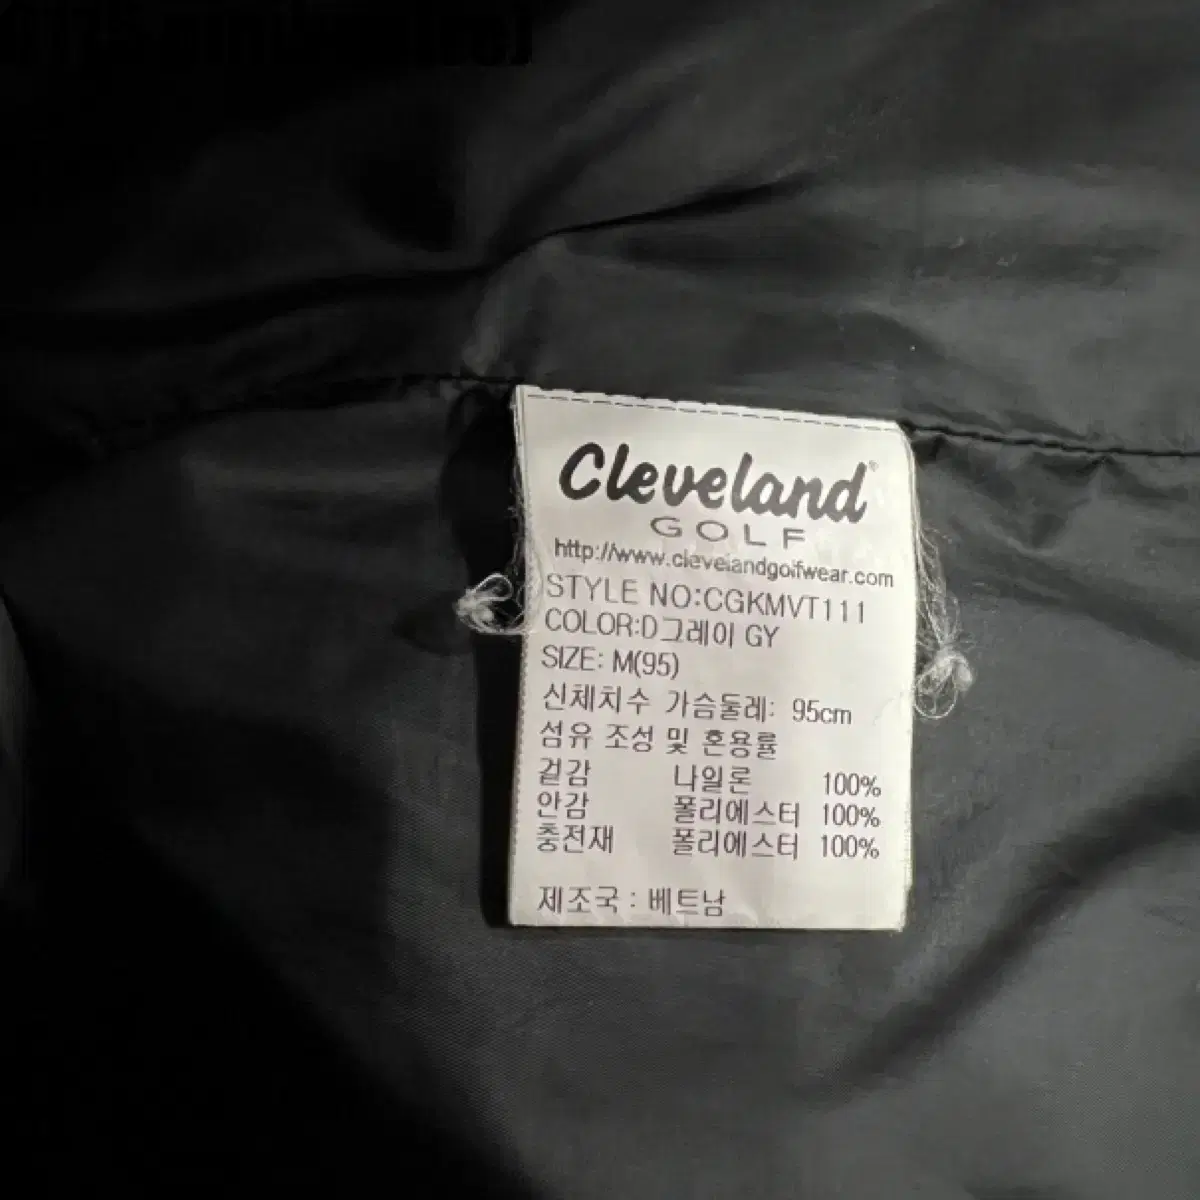 Cleveland
GOLF
http://www.clevelandgolfwear.com
STYLE NO:CGKMVT111
COLOR:D그레이 GY
SIZE: M(95)
신체치수 가슴둘레: 95cm
섬유 조성 및 혼용률
겉감 나일론 100%
안감 폴리에스터 100%
충전재 폴리에스터 100%
제조국 : 베트남